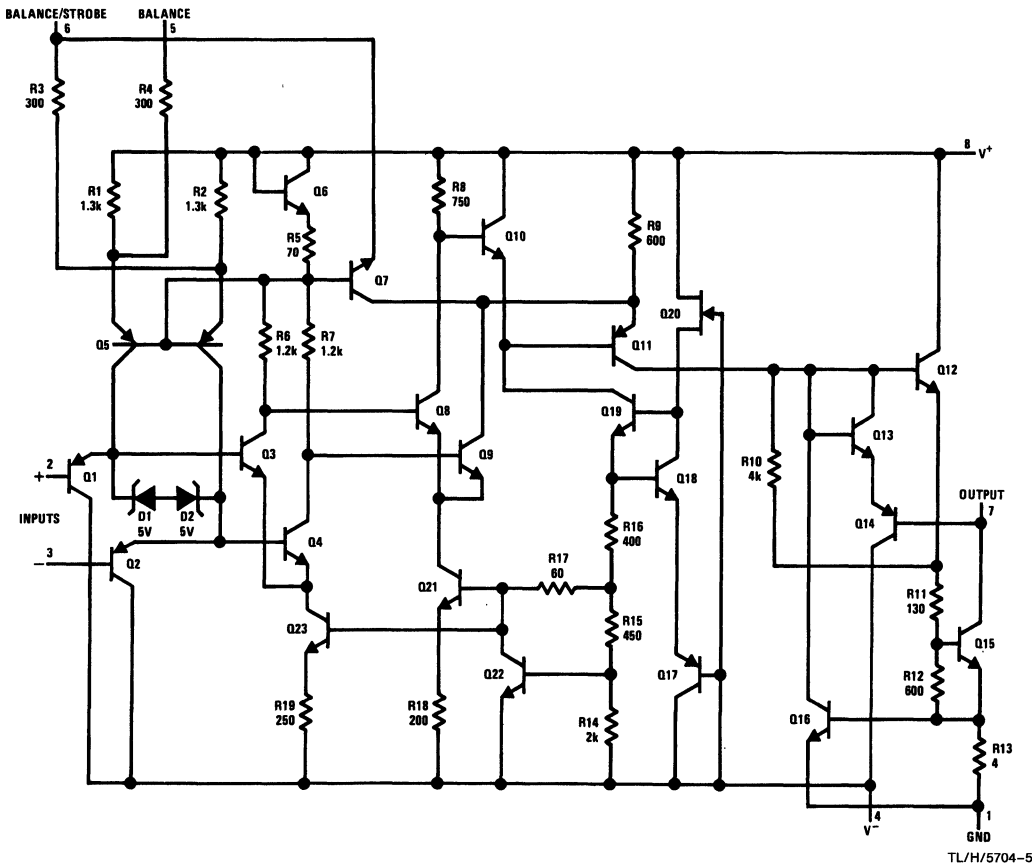 BALANCE/STROBE
6
BALANCE
5
R3
300
R4
300
8 V+
R1
1.3k
R2
1.3k
Q6
R5
70
R8
750
Q10
R9
600
Q7
Q20
Q5
R6
1.2k
R7
1.2k
Q11
Q12
Q8
Q19
Q13
2
+
Q1
Q3
Q9
Q18
R10
4k
INPUTS
D1
5V
D2
5V
OUTPUT
7
Q14
3
−
Q2
Q4
R16
400
R17
60
Q21
R11
130
Q23
R15
450
Q15
Q22
Q17
R12
600
R19
250
R18
200
R14
2k
Q16
R13
4
4
V−
1
GND
TL/H/5704–5